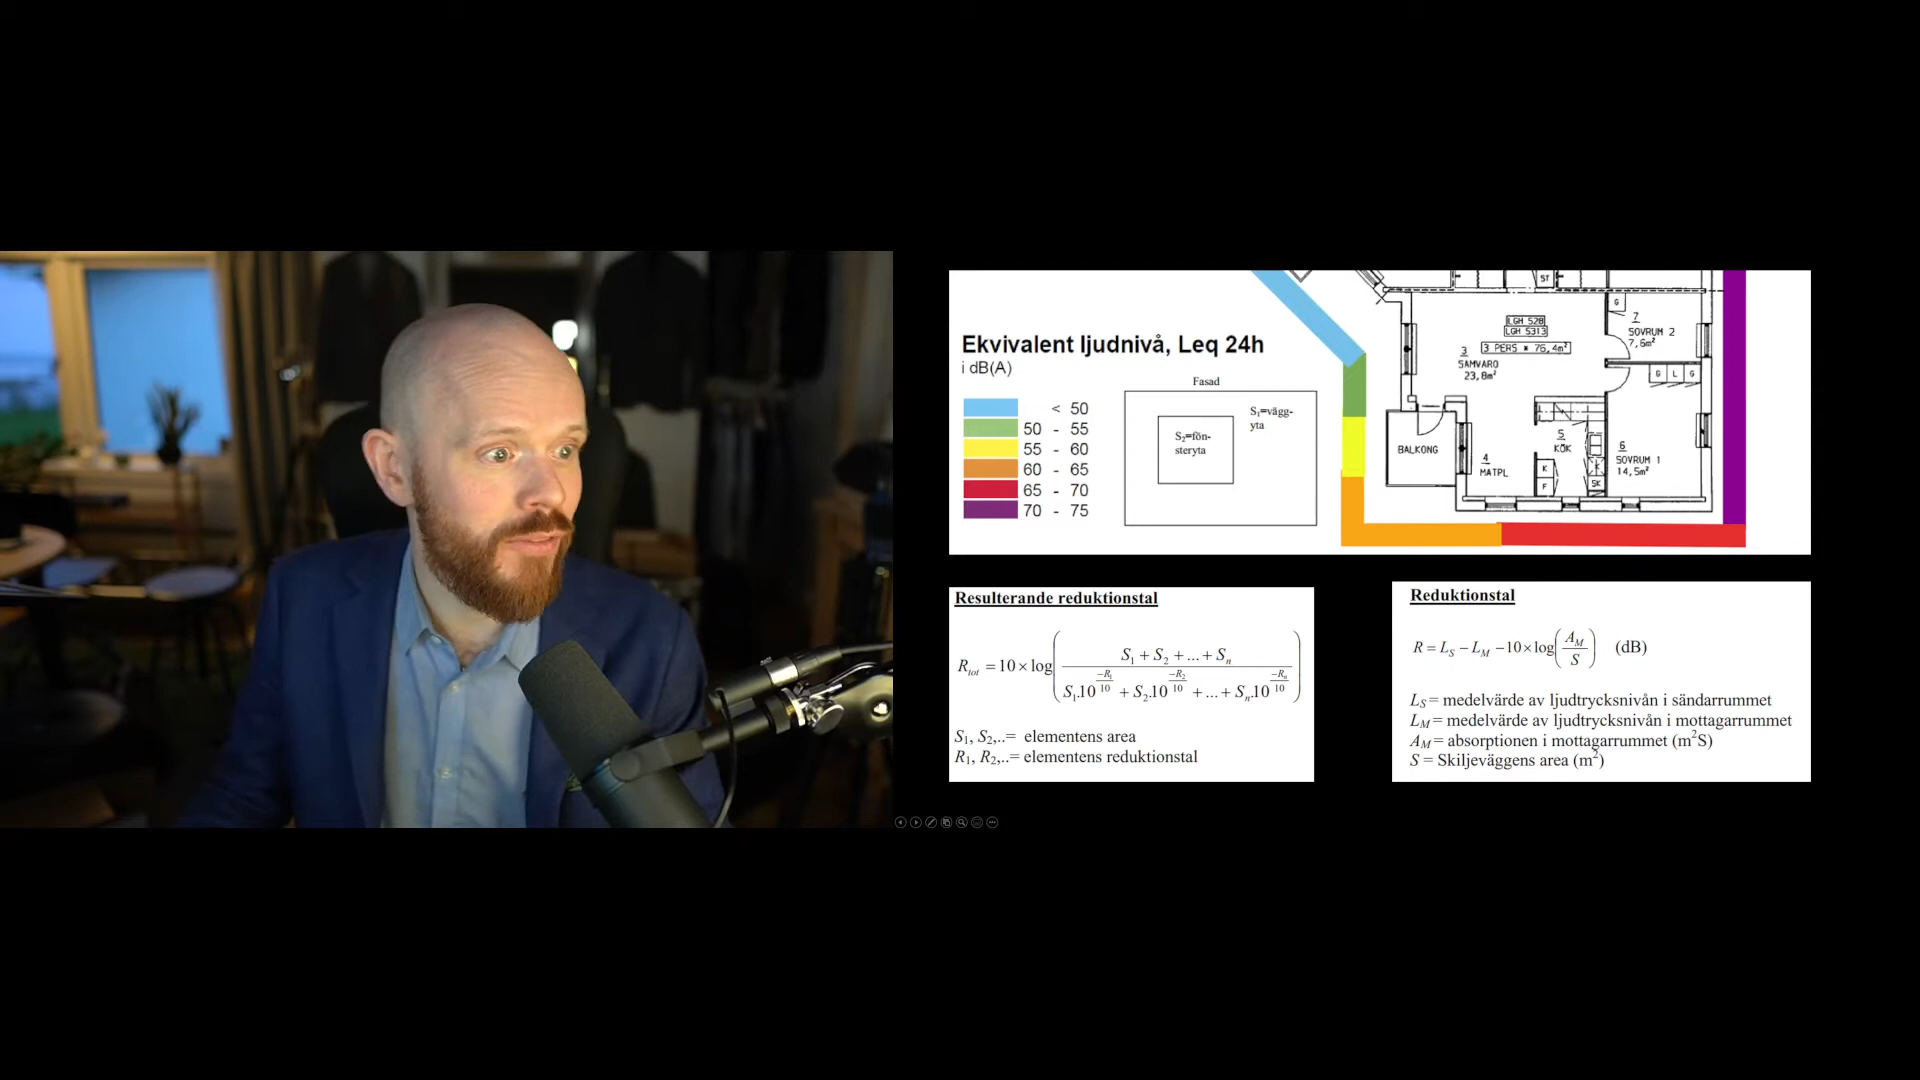 Ekvivalent ljudnivå, Leq 24h
i dB(A)
< 50
50 - 55
55 - 60
60 - 65
65 - 70
70 - 75
Fasad
S₁=vägg-
yta
S₂=fön-
steryta
ST
G
7
SOVRUM 2
7,6m²
LGH 528
LGH 5313
3 PERS * 76,4m²
3
SAMVARO
23,8m²
G L G
BALKONG
4
MATPL
5
KÖK
K
F
K
SK
6
SOVRUM 1
14,5m²
Resulterande reduktionstal
R_tot = 10 × log( (S₁ + S₂ + ... + Sₙ) / (S₁.10^(−R₁/10) + S₂.10^(−R₂/10) + ... + Sₙ.10^(−Rₙ/10)) )
S₁, S₂,..= elementens area
R₁, R₂,..= elementens reduktionstal
Reduktionstal
R = L_S − L_M − 10 × log( A_M / S ) (dB)
L_S = medelvärde av ljudtrycksnivån i sändarrummet
L_M = medelvärde av ljudtrycksnivån i mottagarrummet
A_M = absorptionen i mottagarrummet (m²S)
S = Skiljeväggens area (m²)